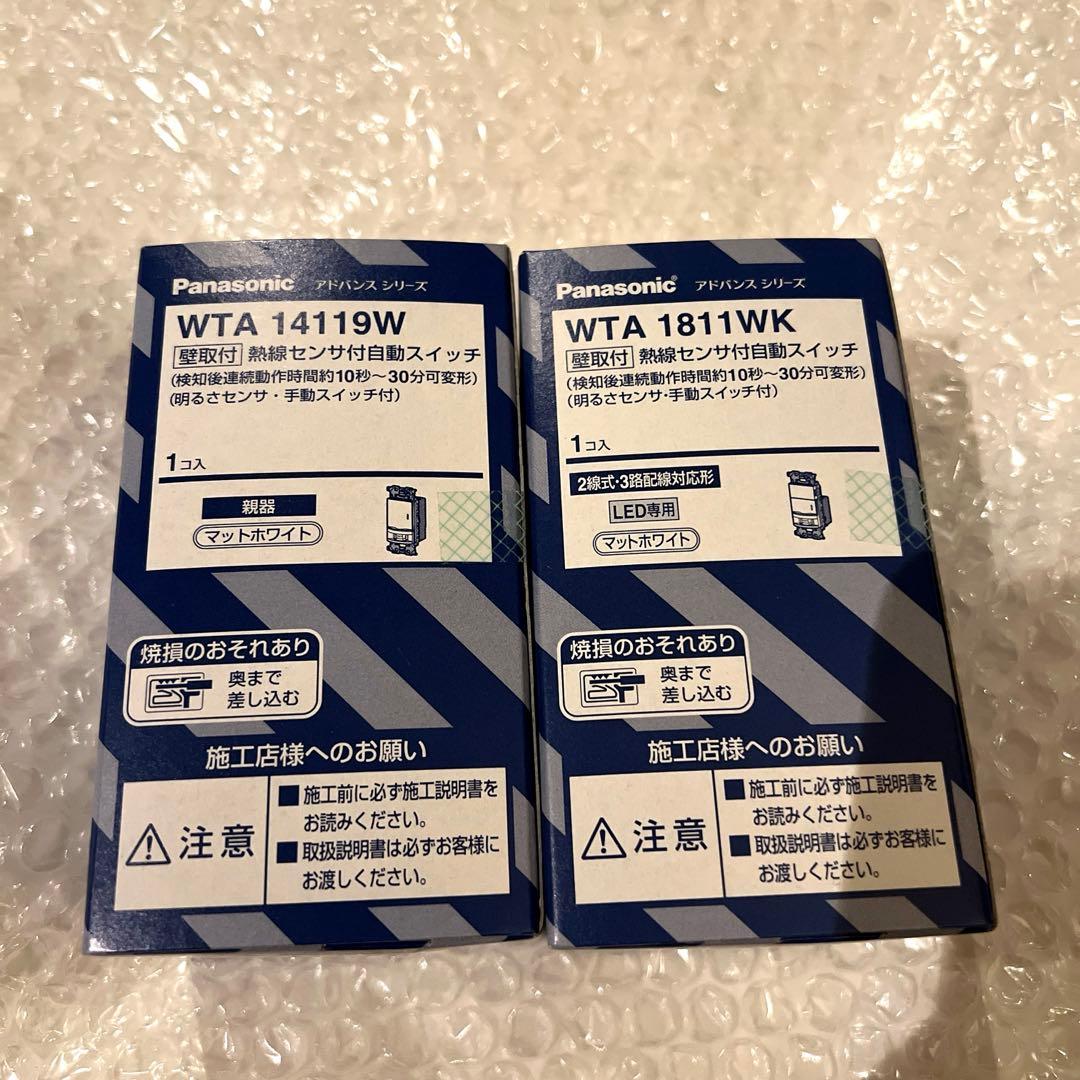 Panasonic アドバンス シリーズ
WTA 14119W
壁取付 熱線センサ付自動スイッチ
(検知後連続動作時間約10秒～30分可変形)
(明るさセンサ・手動スイッチ付)
1コ入
親器
マットホワイト
焼損のおそれあり
奥まで
差し込む
施工店様へのお願い
注意
■施工前に必ず施工説明書を
お読みください。
■取扱説明書は必ずお客様に
お渡しください。
Panasonic® アドバンス シリーズ
WTA 1811WK
壁取付 熱線センサ付自動スイッチ
(検知後連続動作時間約10秒～30分可変形)
(明るさセンサ・手動スイッチ付)
1コ入
2線式・3路配線対応形
LED専用
マットホワイト
焼損のおそれあり
奥まで
差し込む
施工店様へのお願い
注意
■施工前に必ず施工説明書を
お読みください。
■取扱説明書は必ずお客様に
お渡しください。